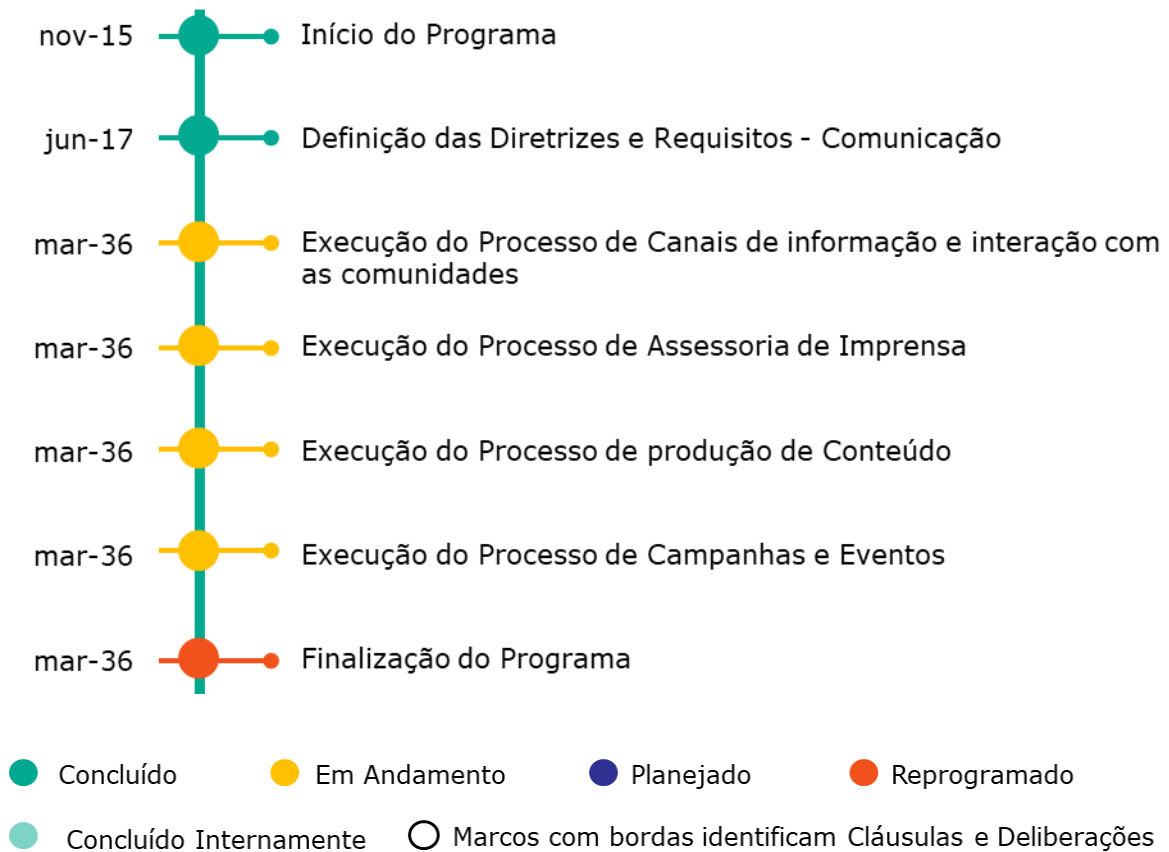 nov-15 Início do Programa
jun-17 Definição das Diretrizes e Requisitos - Comunicação
mar-36 Execução do Processo de Canais de informação e interação com
as comunidades
mar-36 Execução do Processo de Assessoria de Imprensa
mar-36 Execução do Processo de produção de Conteúdo
mar-36 Execução do Processo de Campanhas e Eventos
mar-36 Finalização do Programa
Concluído Em Andamento Planejado Reprogramado
Concluído Internamente Marcos com bordas identificam Cláusulas e Deliberações